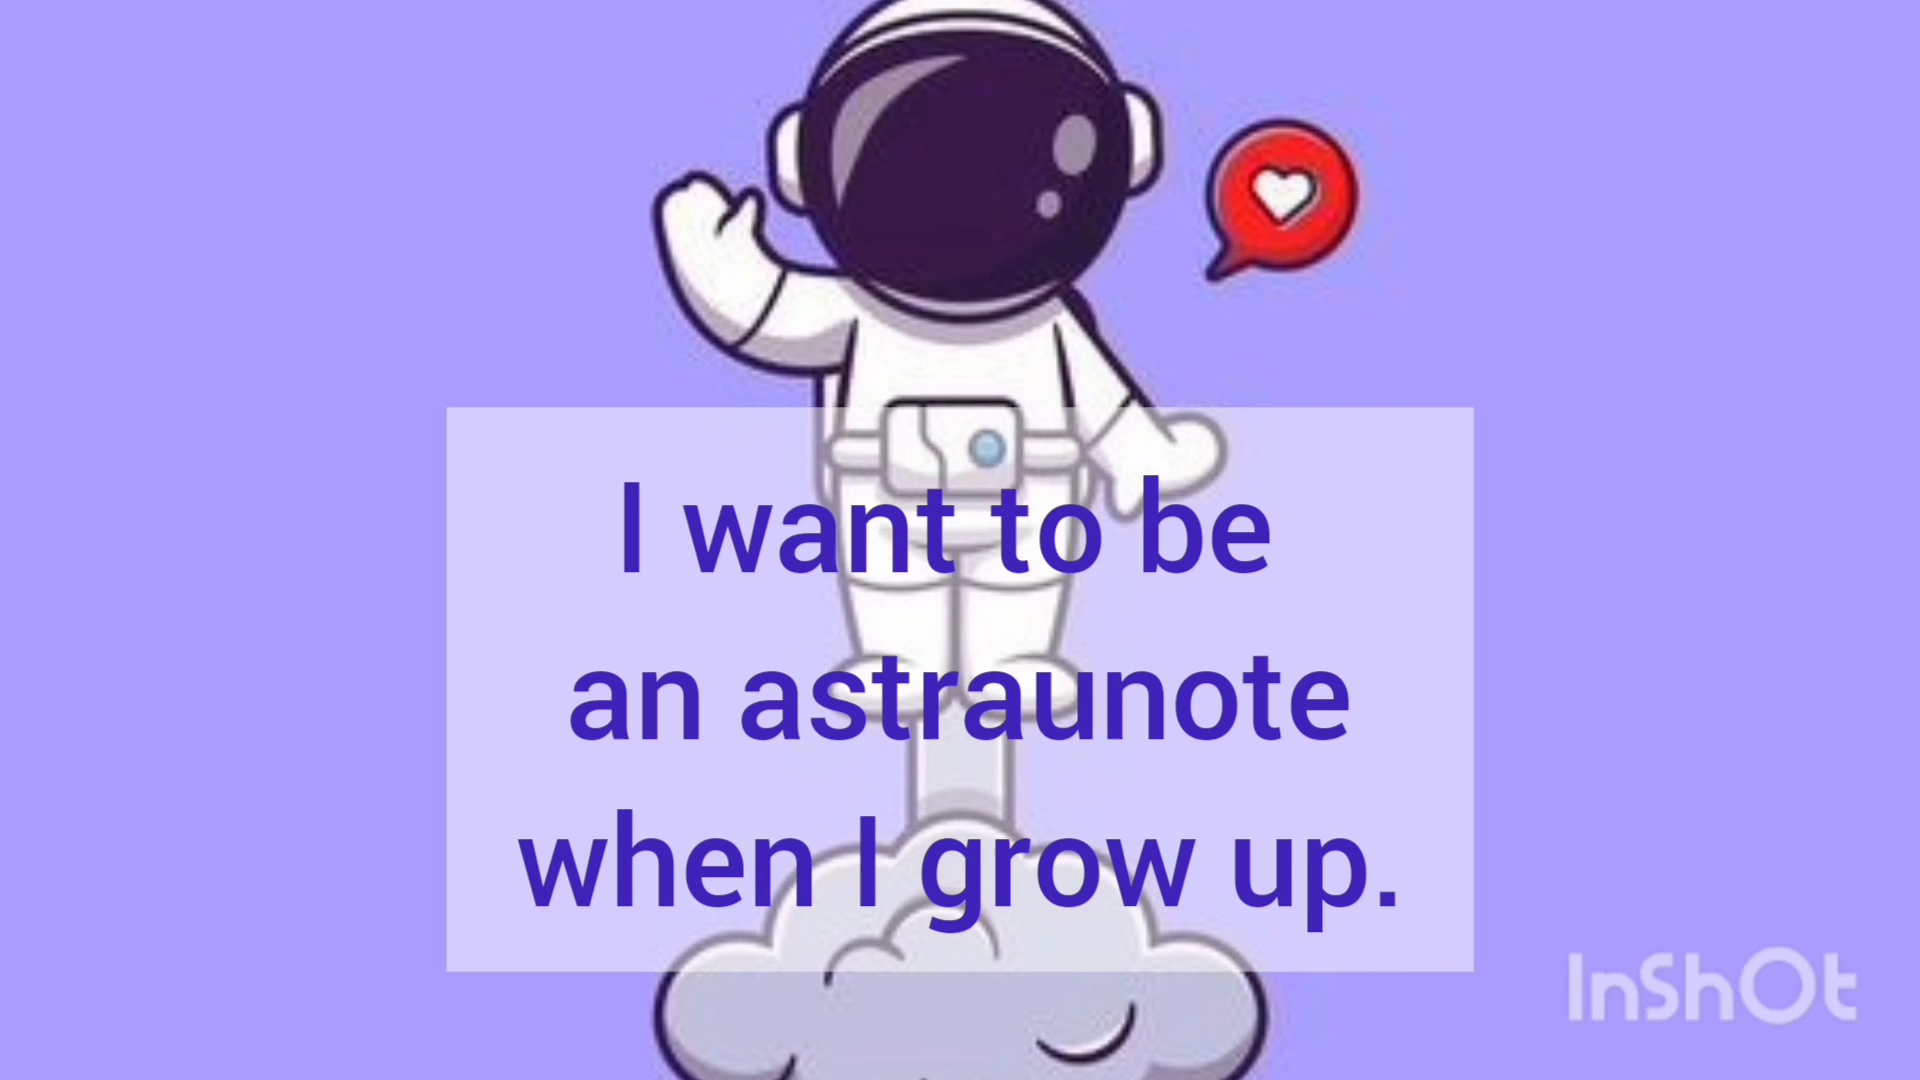 I want to be
an astraunote
when I grow up.
InShOt